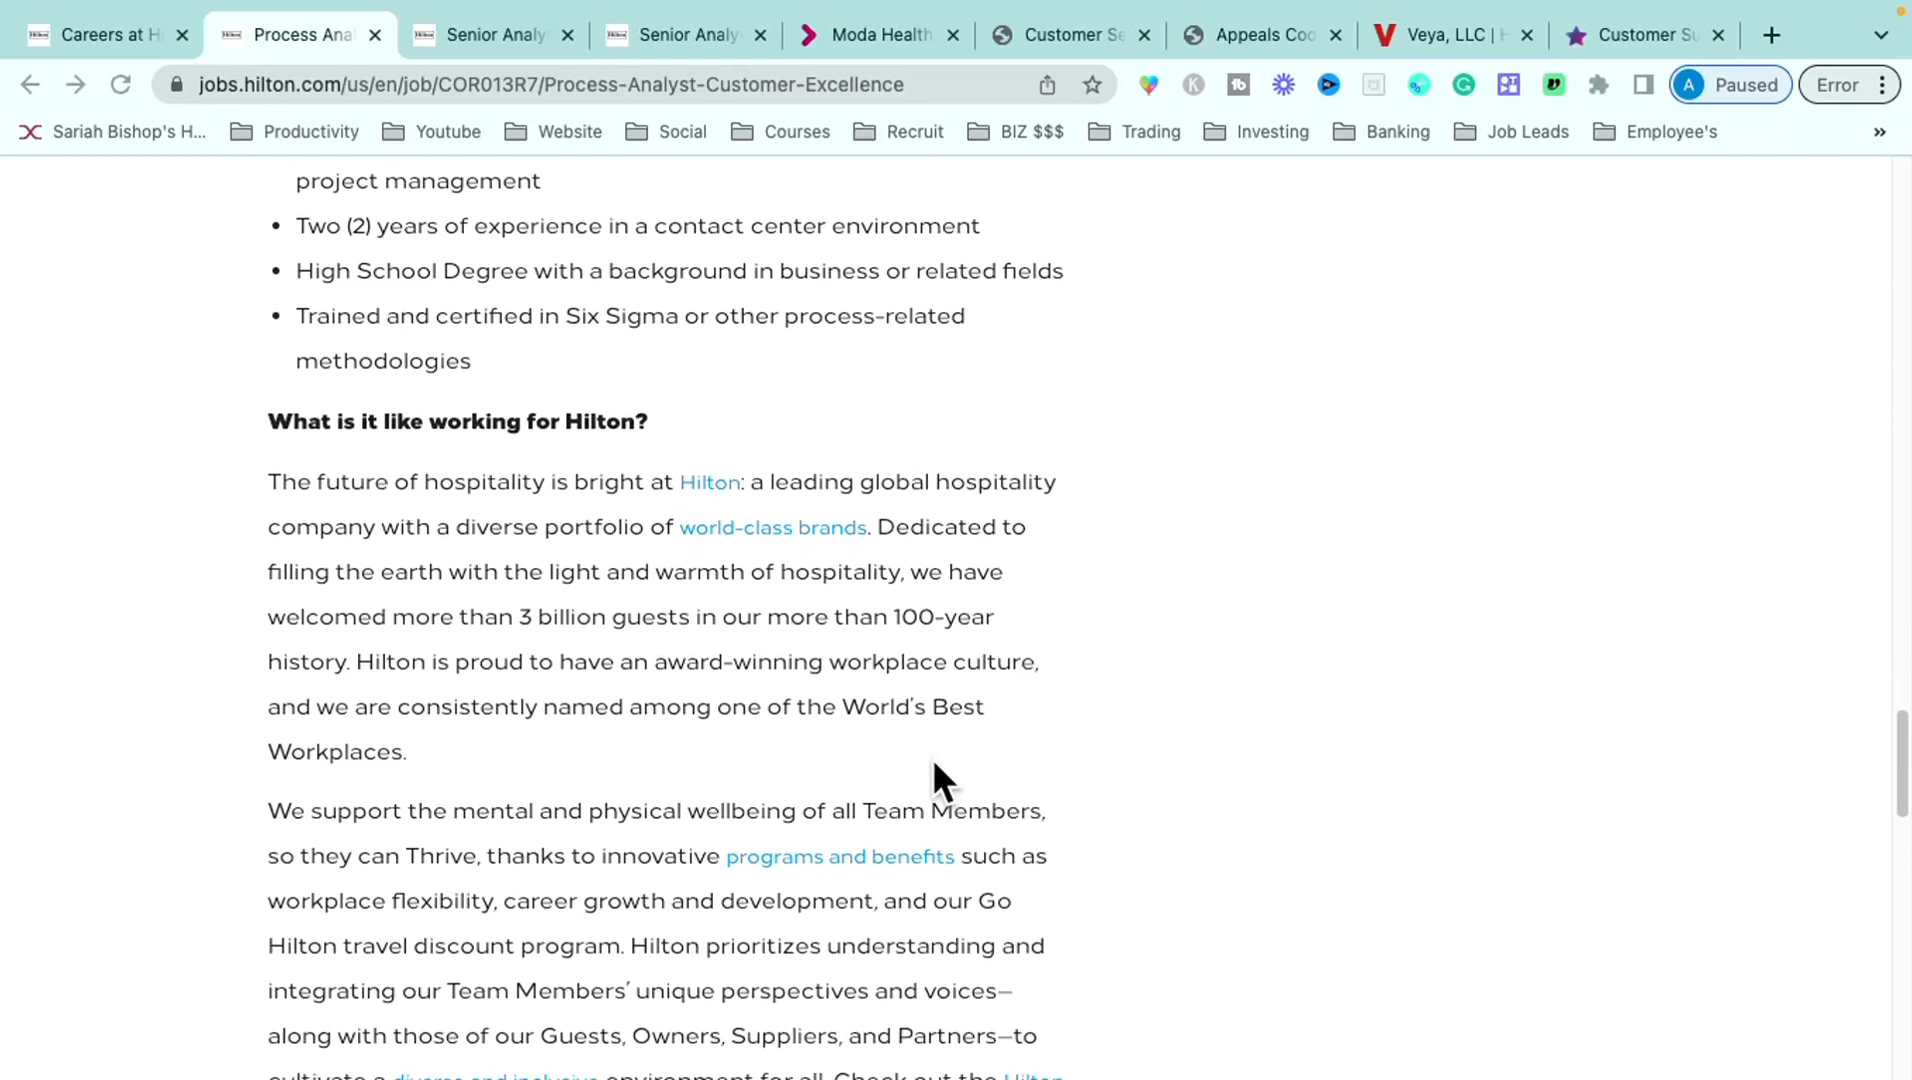 Careers at H
Process Ana
Senior Analy
Senior Analy
Moda Health
Customer Se
Appeals Coo
Veya, LLC | H
Customer Su
jobs.hilton.com/us/en/job/COR013R7/Process-Analyst-Customer-Excellence
A Paused
Error
Sariah Bishop's H...
Productivity
Youtube
Website
Social
Courses
Recruit
BIZ $$$
Trading
Investing
Banking
Job Leads
Employee's
»
project management
• Two (2) years of experience in a contact center environment
• High School Degree with a background in business or related fields
• Trained and certified in Six Sigma or other process-related
methodologies
What is it like working for Hilton?
The future of hospitality is bright at Hilton: a leading global hospitality
company with a diverse portfolio of world-class brands. Dedicated to
filling the earth with the light and warmth of hospitality, we have
welcomed more than 3 billion guests in our more than 100-year
history. Hilton is proud to have an award-winning workplace culture,
and we are consistently named among one of the World's Best
Workplaces.
We support the mental and physical wellbeing of all Team Members,
so they can Thrive, thanks to innovative programs and benefits such as
workplace flexibility, career growth and development, and our Go
Hilton travel discount program. Hilton prioritizes understanding and
integrating our Team Members' unique perspectives and voices—
along with those of our Guests, Owners, Suppliers, and Partners—to
cultivate a diverse and inclusive environment for all. Check out the Hilton